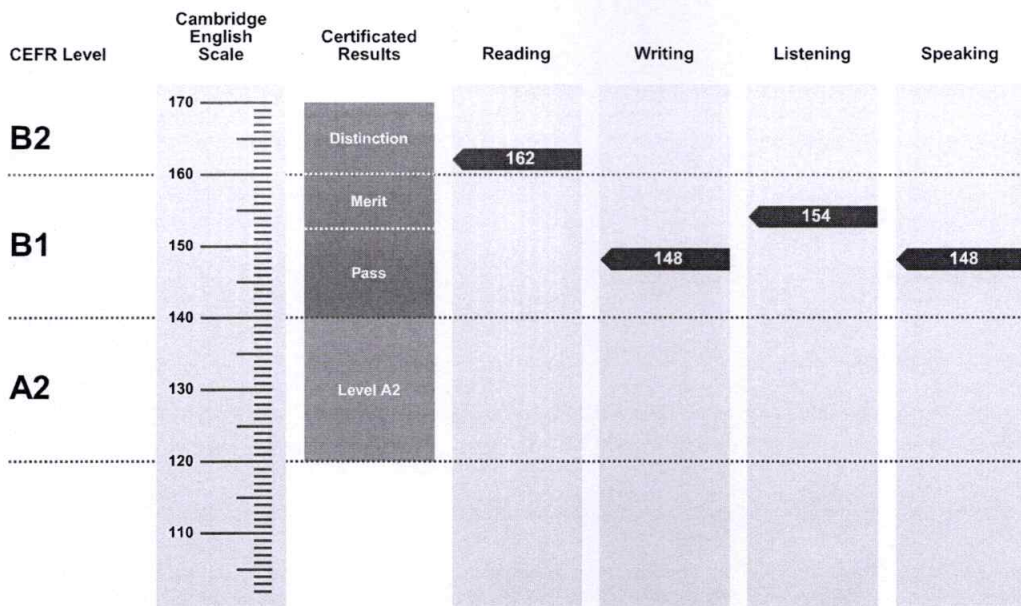 CEFR Level
Cambridge
English
Scale
Certificated
Results
Reading
Writing
Listening
Speaking
B2
170
Distinction
162
160
Merit
154
B1
150
148
148
Pass
140
A2
130
Level A2
120
110